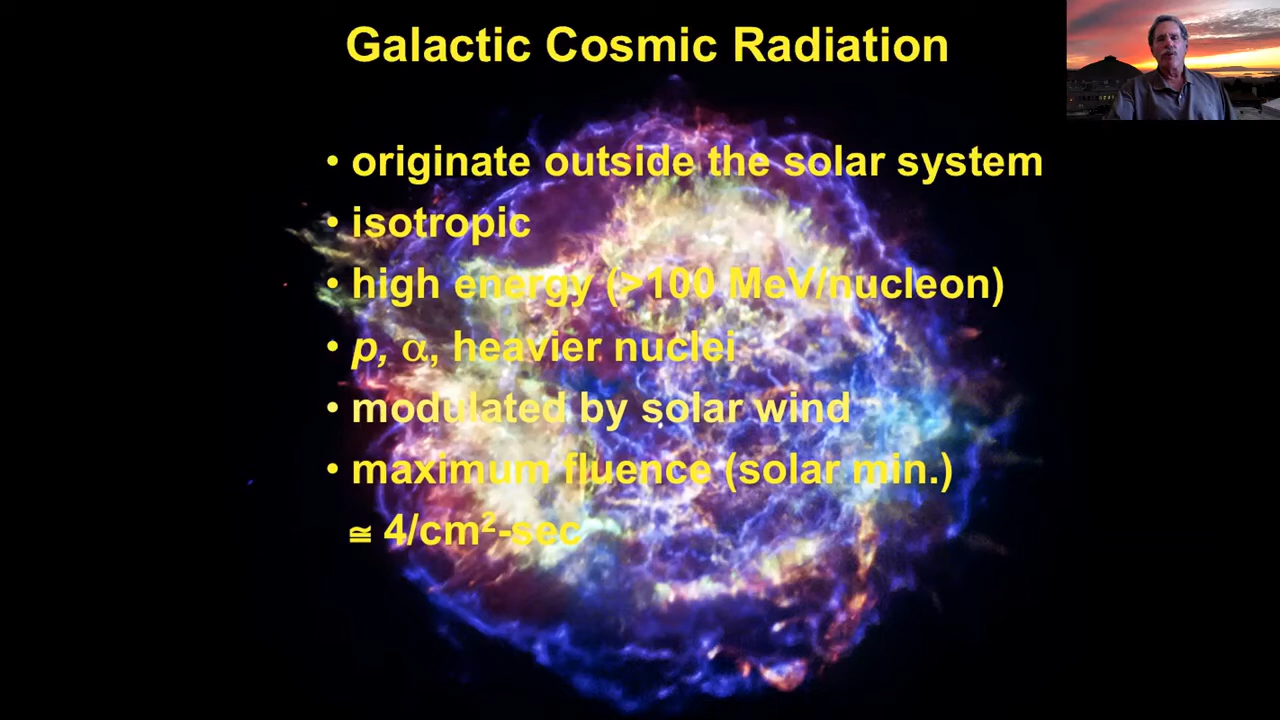 Galactic Cosmic Radiation
• originate outside the solar system
• isotropic
• high energy (>100 MeV/nucleon)
• p, α, heavier nuclei
• modulated by solar wind
• maximum fluence (solar min.)
≅ 4/cm²-sec